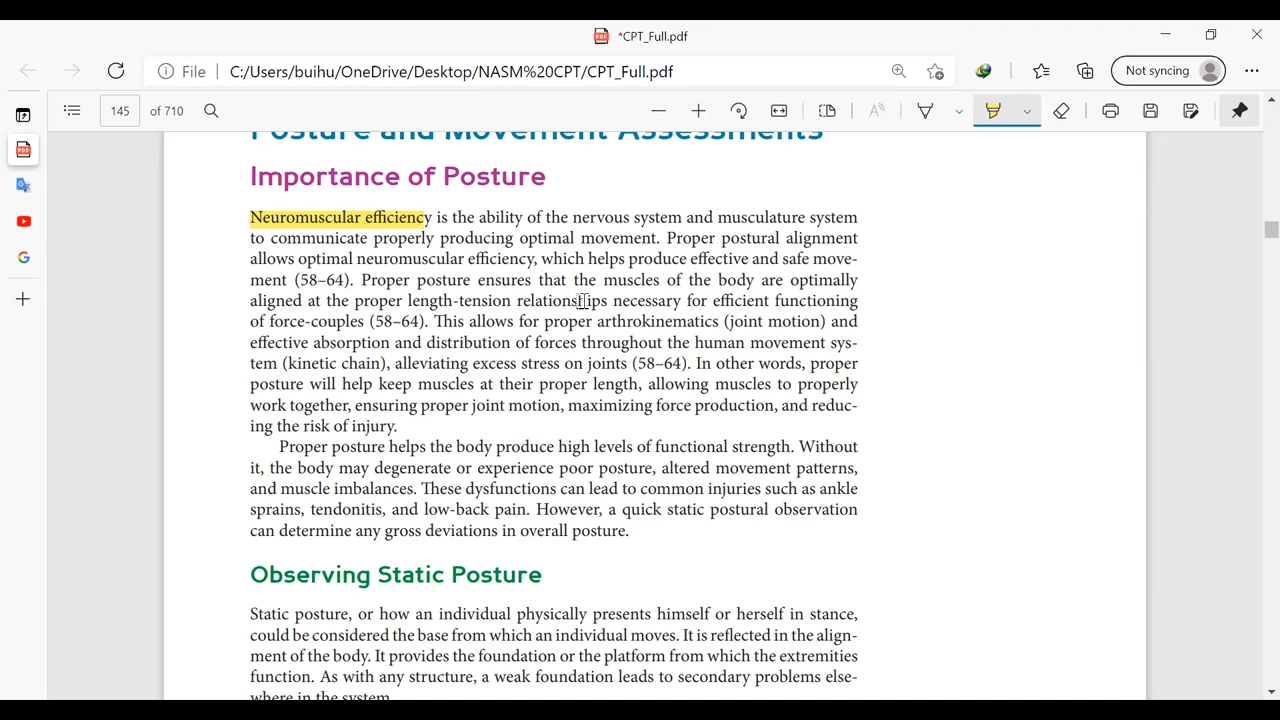 *CPT_Full.pdf
File | C:/Users/buihu/OneDrive/Desktop/NASM%20CPT/CPT_Full.pdf
Not syncing
145 of 710
Posture and Movement Assessments
Importance of Posture
Neuromuscular efficiency is the ability of the nervous system and musculature system
to communicate properly producing optimal movement. Proper postural alignment
allows optimal neuromuscular efficiency, which helps produce effective and safe move-
ment (58–64). Proper posture ensures that the muscles of the body are optimally
aligned at the proper length-tension relationships necessary for efficient functioning
of force-couples (58–64). This allows for proper arthrokinematics (joint motion) and
effective absorption and distribution of forces throughout the human movement sys-
tem (kinetic chain), alleviating excess stress on joints (58–64). In other words, proper
posture will help keep muscles at their proper length, allowing muscles to properly
work together, ensuring proper joint motion, maximizing force production, and reduc-
ing the risk of injury.
Proper posture helps the body produce high levels of functional strength. Without
it, the body may degenerate or experience poor posture, altered movement patterns,
and muscle imbalances. These dysfunctions can lead to common injuries such as ankle
sprains, tendonitis, and low-back pain. However, a quick static postural observation
can determine any gross deviations in overall posture.
Observing Static Posture
Static posture, or how an individual physically presents himself or herself in stance,
could be considered the base from which an individual moves. It is reflected in the align-
ment of the body. It provides the foundation or the platform from which the extremities
function. As with any structure, a weak foundation leads to secondary problems else-
where in the system.